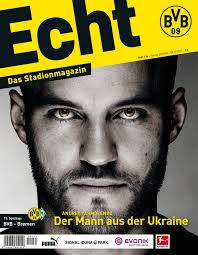 Echt
BVB
09
Das Stadionmagazin
15. Spieltag
BVB – Bremen
Der Mann aus der Ukraine
PUMA
SIGNAL IDUNA PARK
EVONIK